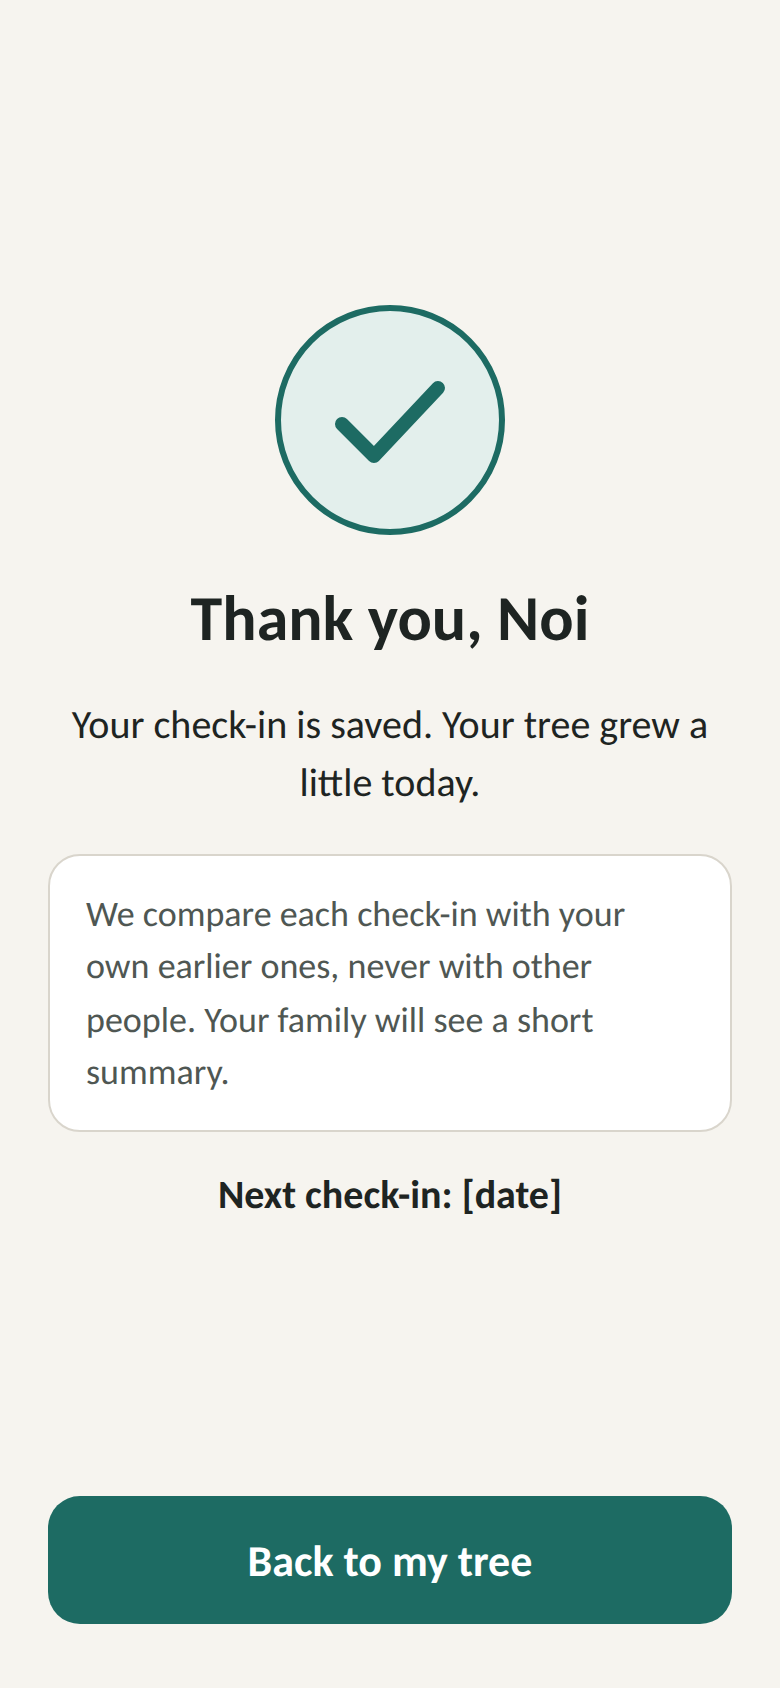 Thank you, Noi
Your check-in is saved. Your tree grew a
little today.
We compare each check-in with your
own earlier ones, never with other
people. Your family will see a short
summary.
Next check-in: [date]
Back to my tree